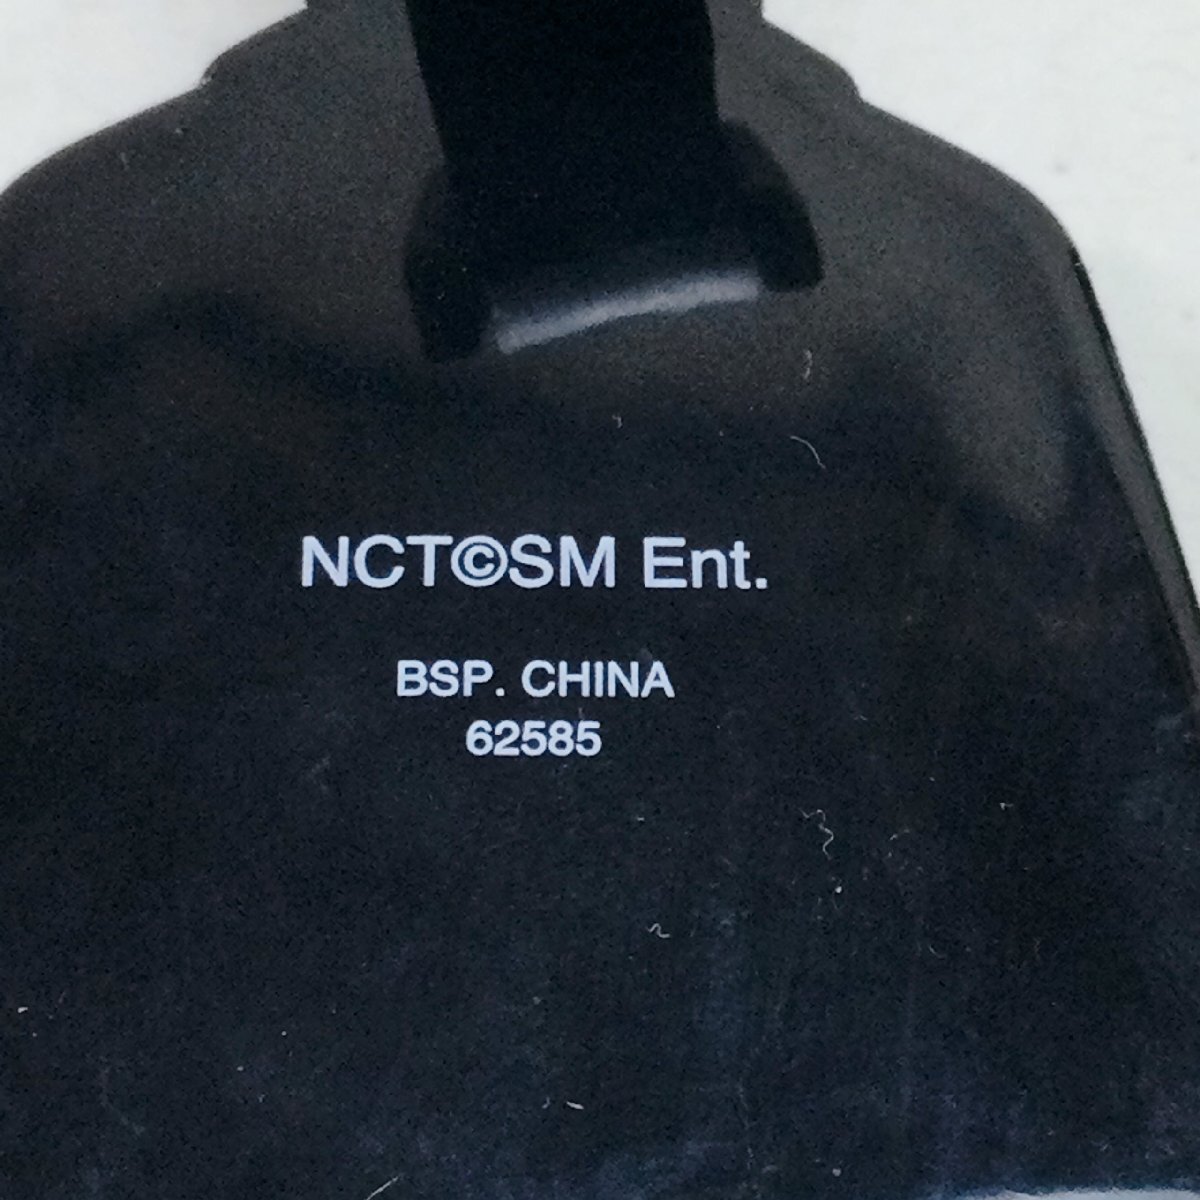 NCT©SM Ent.
BSP. CHINA
62585